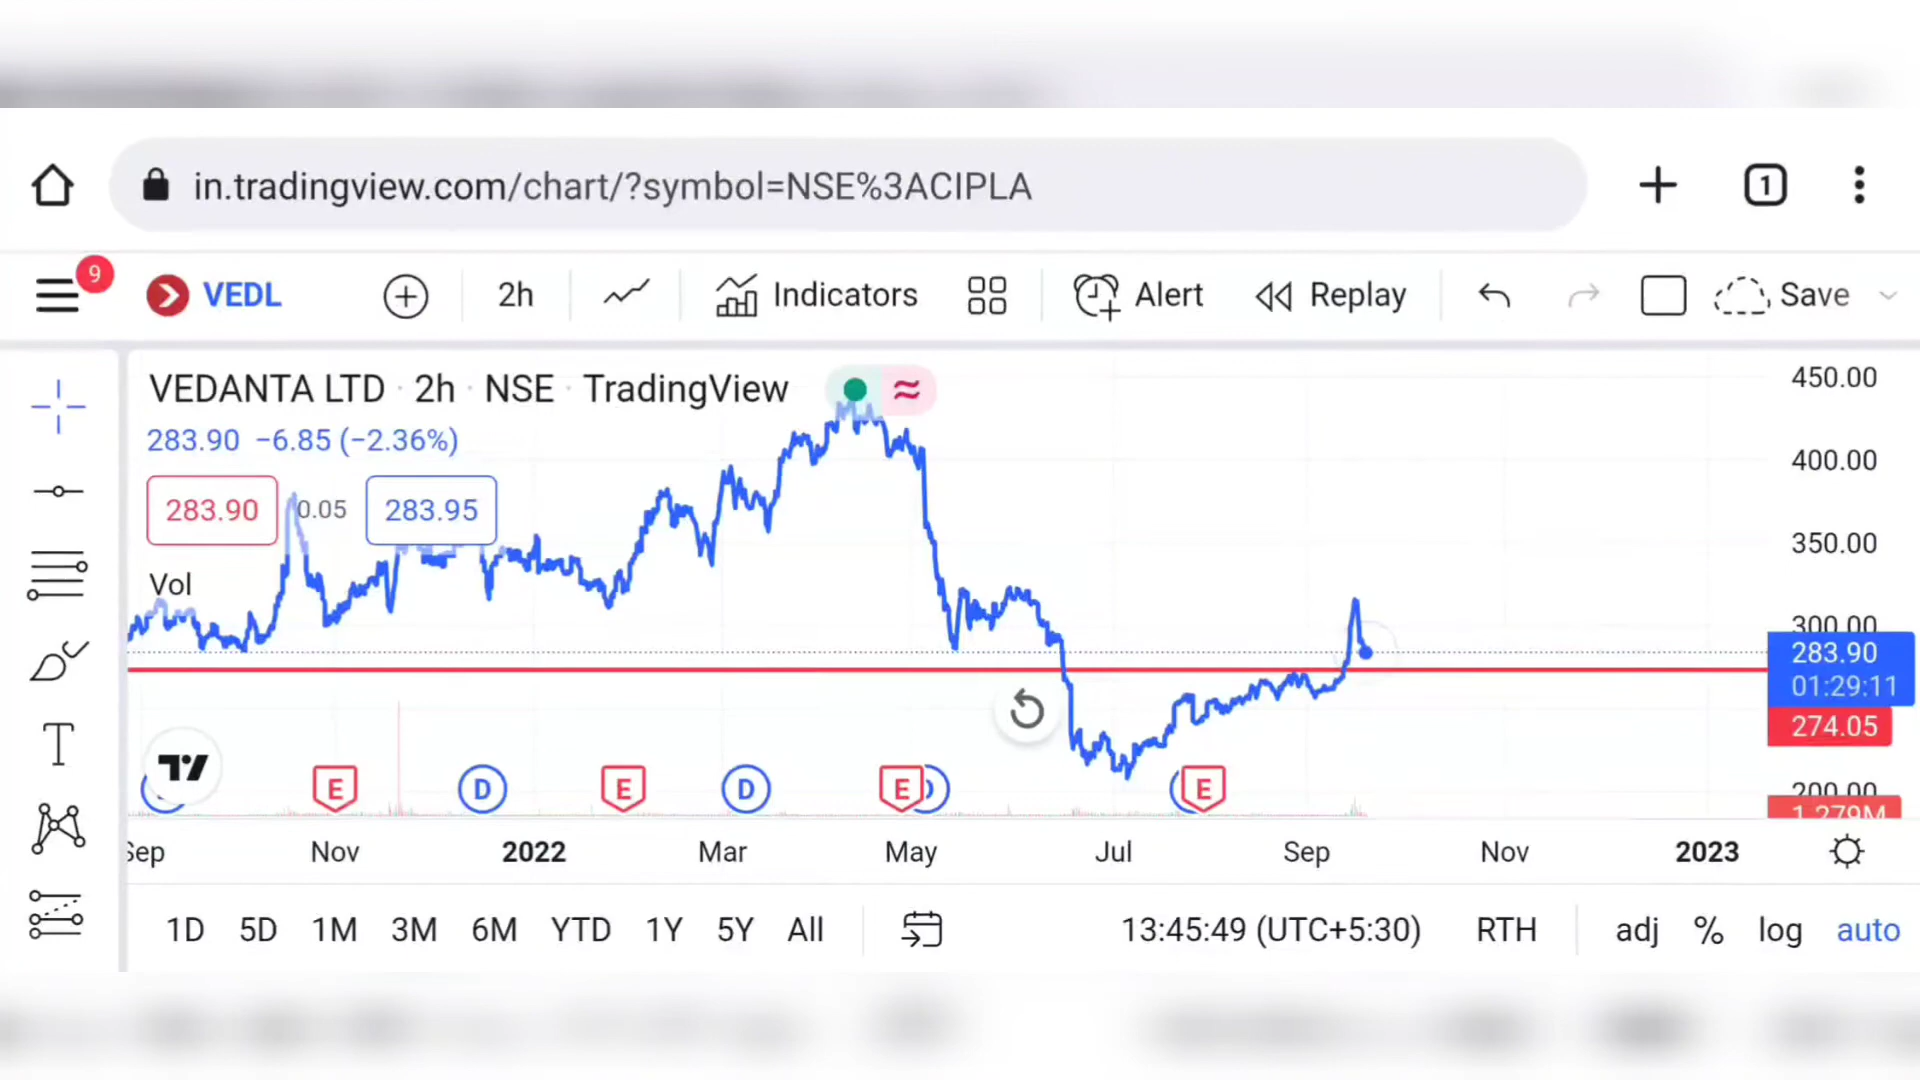 in.tradingview.com/chart/?symbol=NSE%3ACIPLA
1
9
VEDL
2h
Indicators
Alert
Replay
Save
VEDANTA LTD · 2h · NSE · TradingView
283.90 −6.85 (−2.36%)
283.90
0.05
283.95
Vol
450.00
400.00
350.00
300.00
283.90
01:29:11
274.05
200.00
1.279M
E
D
E
D
E
D
E
Sep
Nov
2022
Mar
May
Jul
Sep
Nov
2023
1D
5D
1M
3M
6M
YTD
1Y
5Y
All
13:45:49 (UTC+5:30)
RTH
adj
%
log
auto